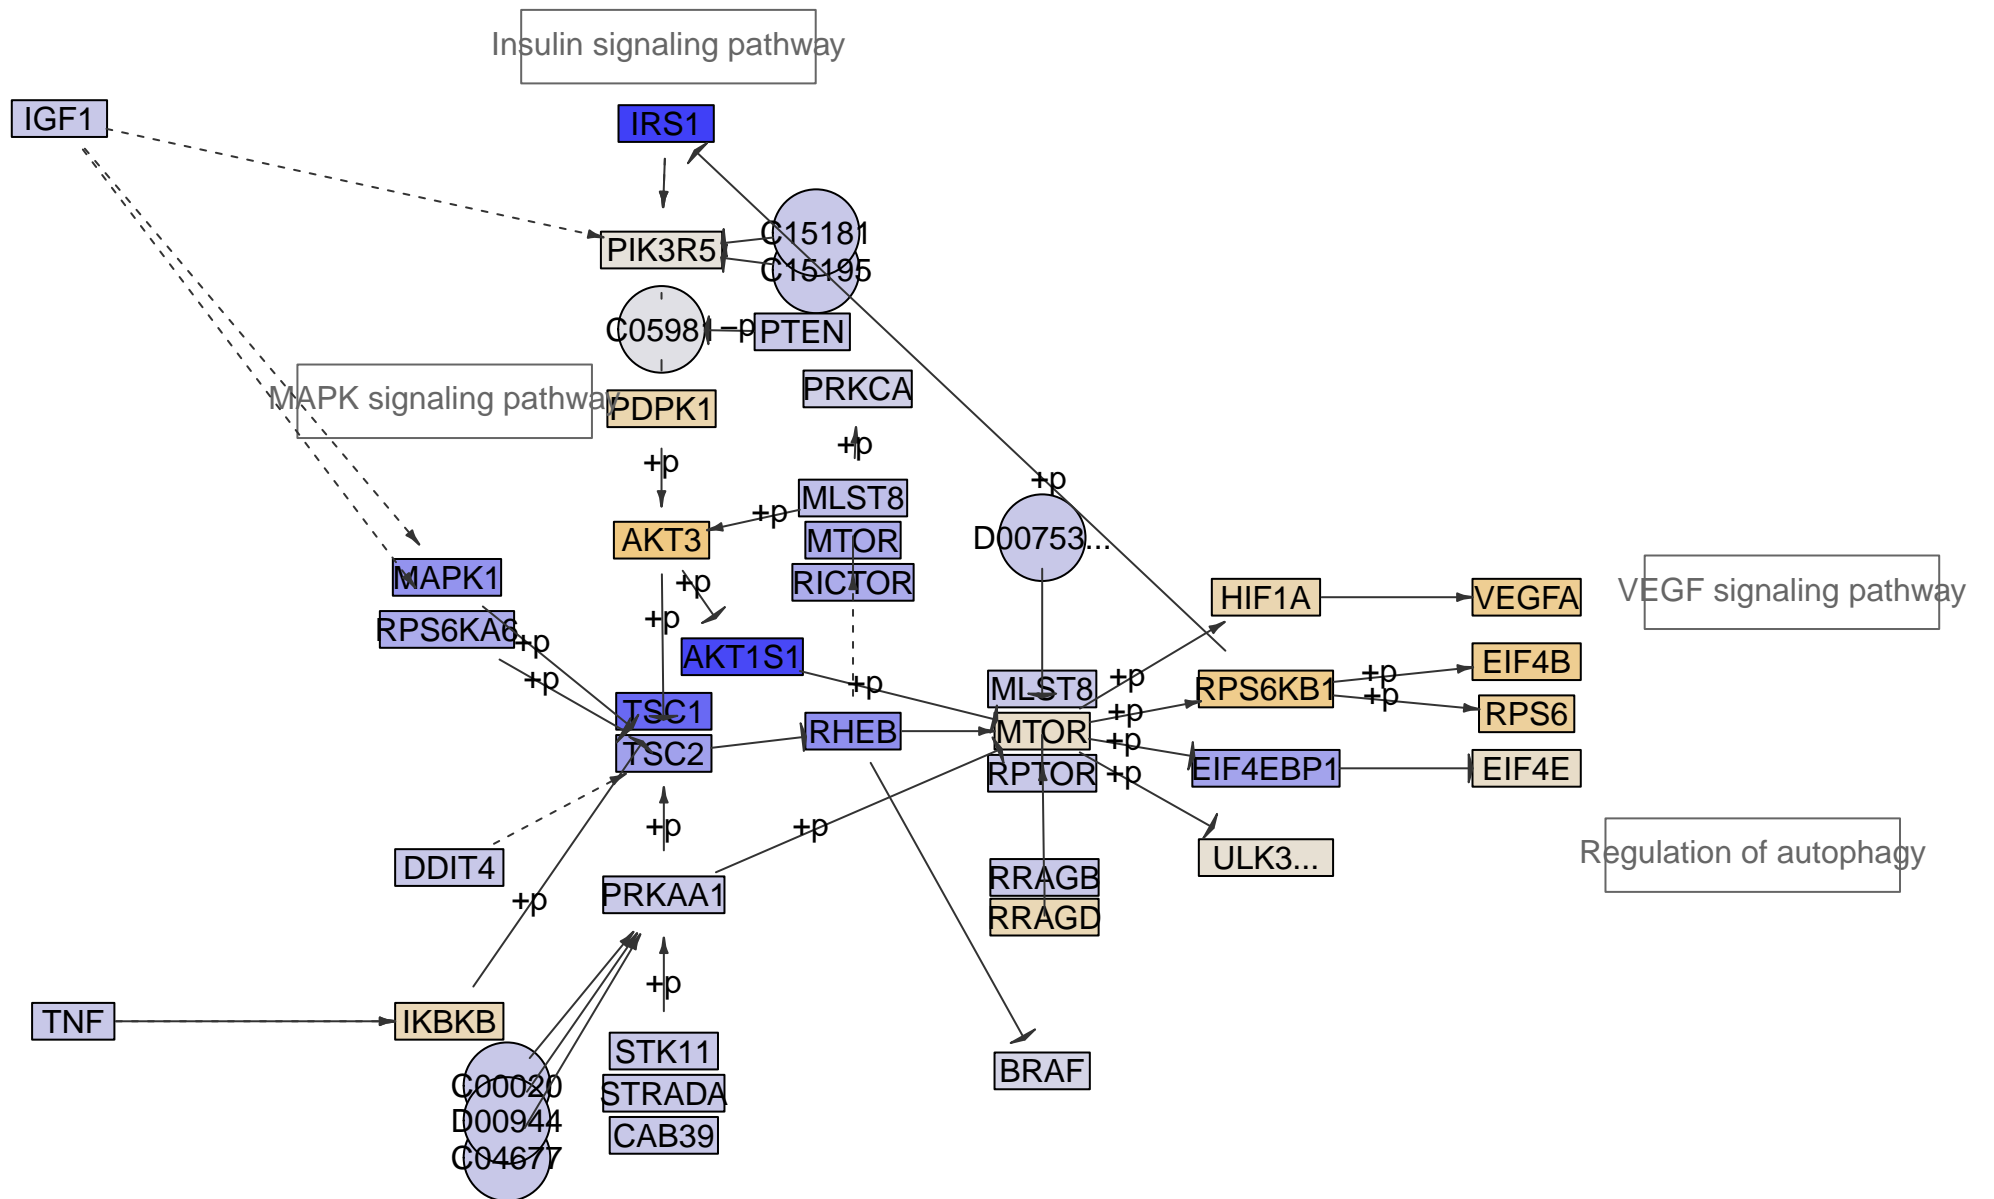 Insulin signaling pathway
IGF1
IRS1
C15181
PIK3R5
C15195
C0598
−p
PTEN
PRKCA
MAPK signaling pathway
PDPK1
+p
+p
+p
MLST8
+p
AKT3
MTOR
D00753...
MAPK1
+p
RICTOR
HIF1A
VEGFA
VEGF signaling pathway
RPS6KA6
+p
+p
AKT1S1
EIF4B
+p
+p
+p
+p
MLST8
RPS6KB1
+p
TSC1
+p
RPS6
RHEB
MTOR
+p
TSC2
RPTOR
+p
EIF4EBP1
EIF4E
+p
+p
DDIT4
ULK3...
Regulation of autophagy
PRKAA1
RRAGB
+p
RRAGD
+p
TNF
IKBKB
STK11
BRAF
C00020
STRADA
D00944
CAB39
C04677